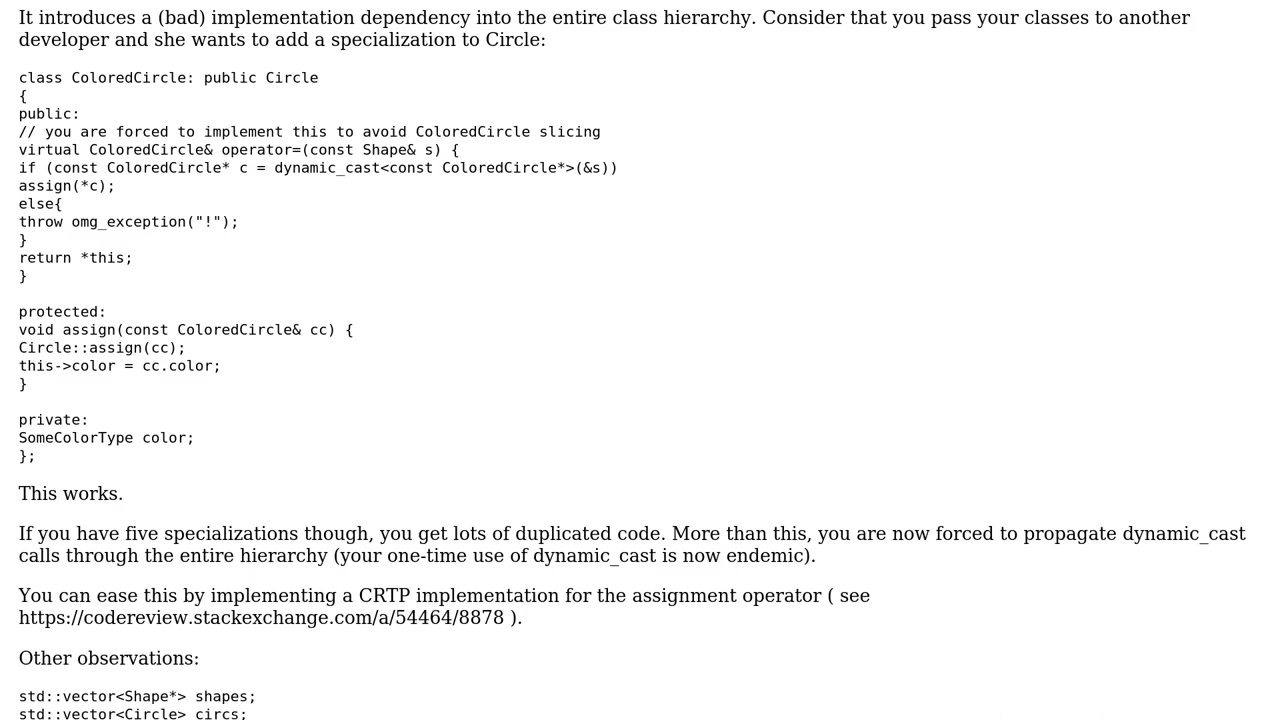 It introduces a (bad) implementation dependency into the entire class hierarchy. Consider that you pass your classes to another
developer and she wants to add a specialization to Circle:
class ColoredCircle: public Circle
{
public:
// you are forced to implement this to avoid ColoredCircle slicing
virtual ColoredCircle& operator=(const Shape& s) {
if (const ColoredCircle* c = dynamic_cast<const ColoredCircle*>(&s))
assign(*c);
else{
throw omg_exception("!");
}
return *this;
}
protected:
void assign(const ColoredCircle& cc) {
Circle::assign(cc);
this->color = cc.color;
}
private:
SomeColorType color;
};
This works.
If you have five specializations though, you get lots of duplicated code. More than this, you are now forced to propagate dynamic_cast
calls through the entire hierarchy (your one-time use of dynamic_cast is now endemic).
You can ease this by implementing a CRTP implementation for the assignment operator ( see
https://codereview.stackexchange.com/a/54464/8878 ).
Other observations:
std::vector<Shape*> shapes;
std::vector<Circle> circs;